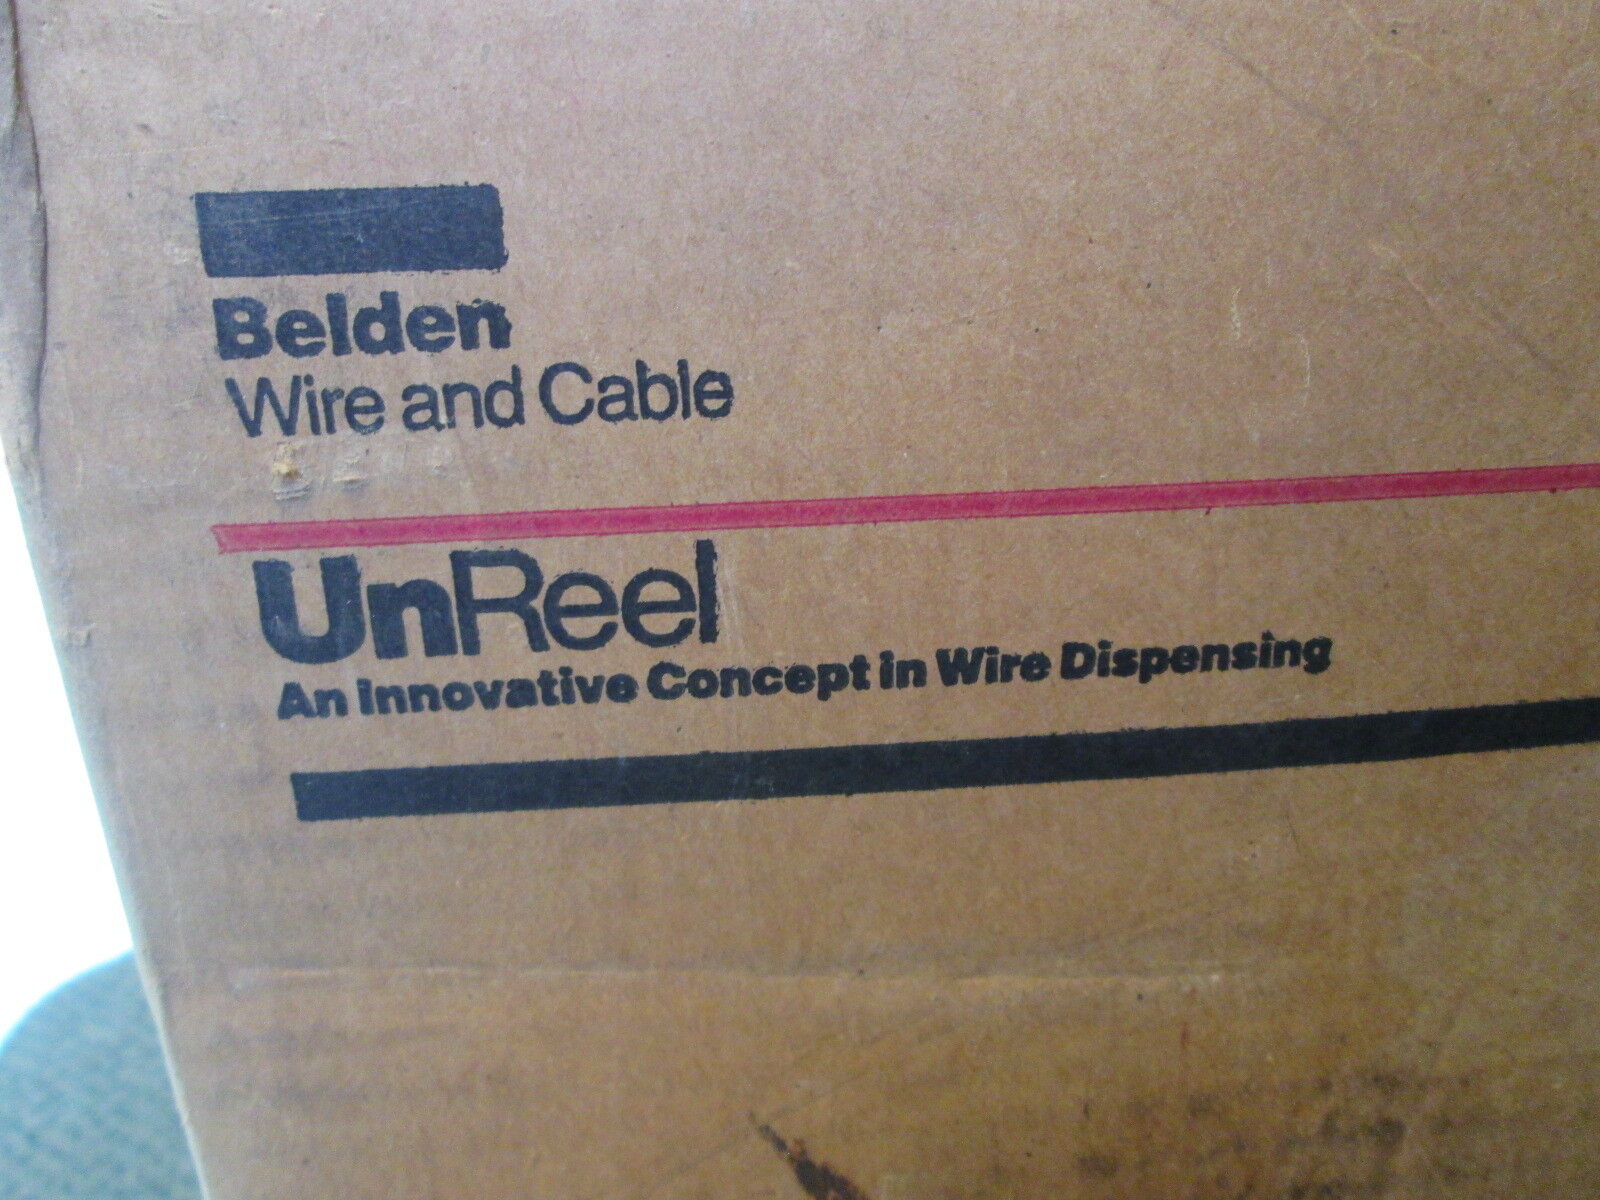 Belden
Wire and Cable
UnReel
An Innovative Concept in Wire Dispensing